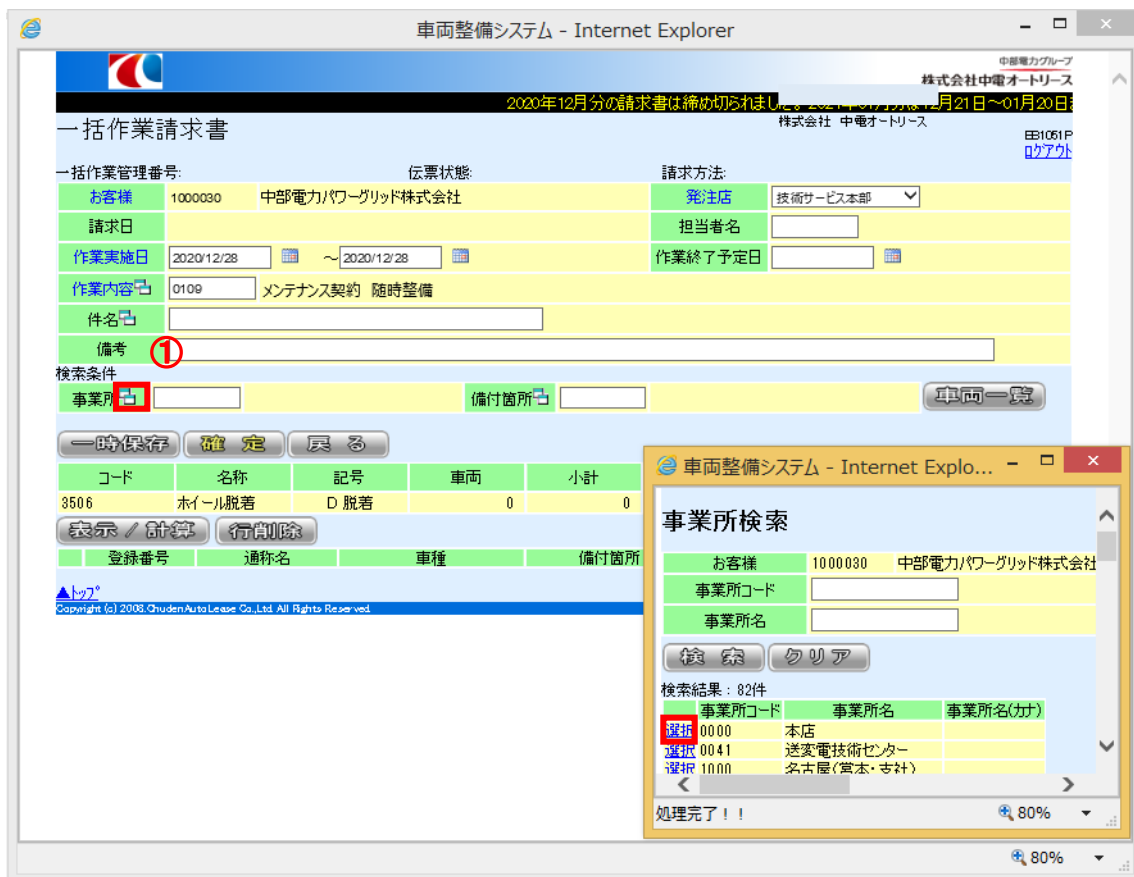 車両整備システム - Internet Explorer
中部電力グループ
株式会社中電オートリース
2020年12月分の請求書は締め切られまし
月21日~01月20日
株式会社 中電オートリース
一括作業請求書
EB1051P
ログアウト
一括作業管理番号: 伝票状態: 請求方法:
お客様 1000030 中部電力パワーグリッド株式会社 発注店 技術サービス本部
請求日 担当者名
作業実施日 2020/12/28 ~ 2020/12/28 作業終了予定日
作業内容 0109 メンテナンス契約 随時整備
件名
備考 ①
検索条件
事業所 備付箇所 車両一覧
一時保存 確 定 戻 る
コード 名称 記号 車両 小計
3506 ホイール脱着 D 脱着 0 0
表示 / 計算 行削除
登録番号 通称名 車種 備付箇所
▲トップ
Copyright (c) 2008.ChudenAutoLease Co.,Ltd. All Rights Reserved.
車両整備システム - Internet Explo...
事業所検索
お客様 1000030 中部電力パワーグリッド株式会社
事業所コード
事業所名
検 索 クリア
検索結果 : 82件
事業所コード 事業所名 事業所名(カナ)
選択 0000 本店
選択 0041 送変電技術センター
選択 1000 名古屋(営本・支社)
処理完了!! 80%
80%